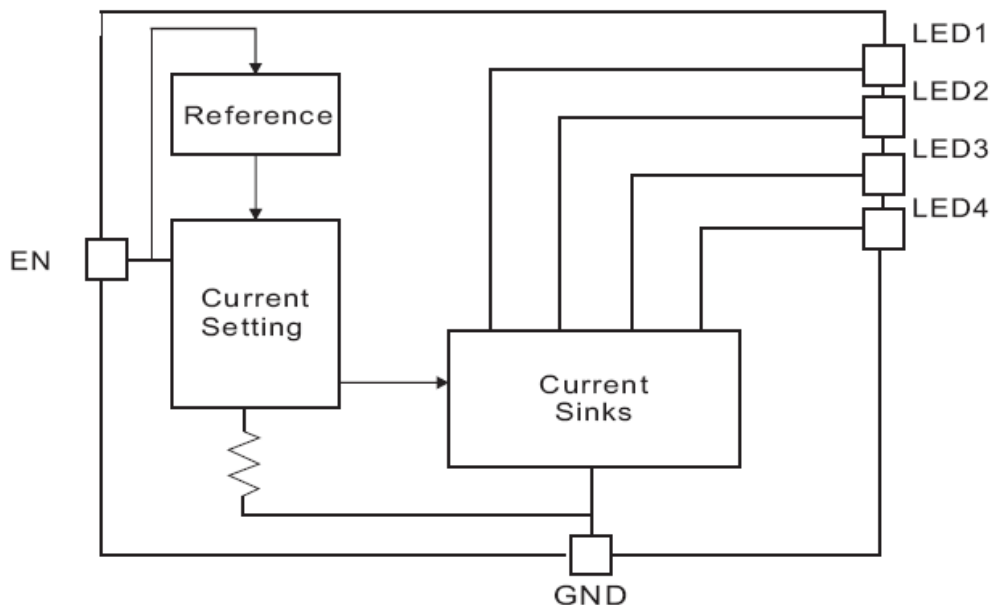 LED1
LED2
Reference
LED3
LED4
EN
Current
Setting
Current
Sinks
GND